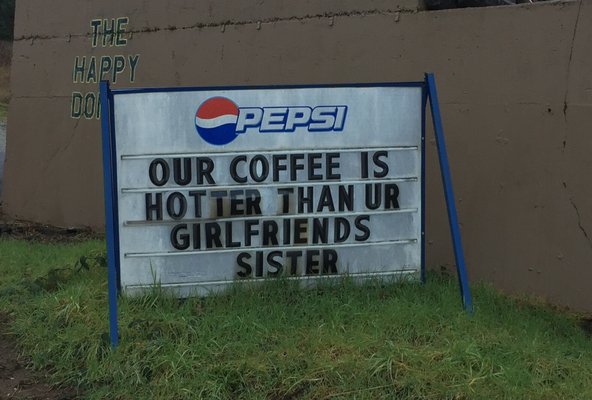 THE
HAPPY
PEPSI
OUR COFFEE IS
HOTTER THAN UR
GIRLFRIENDS
SISTER